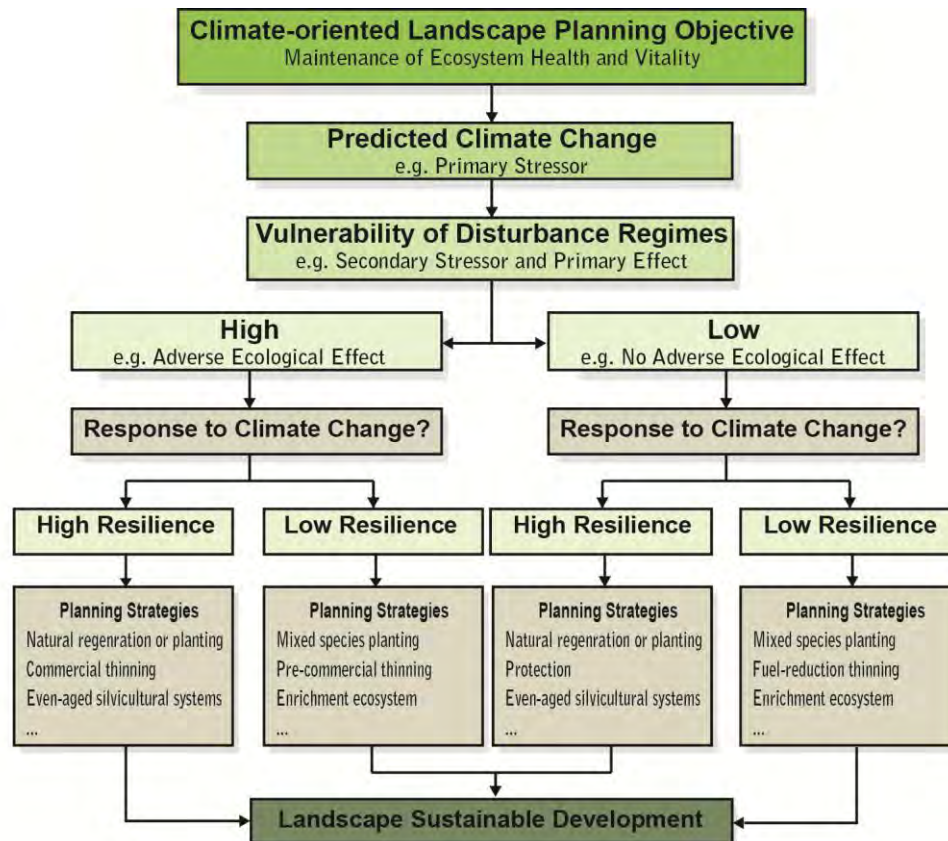 Climate-oriented Landscape Planning Objective
Maintenance of Ecosystem Health and Vitality
Predicted Climate Change
e.g. Primary Stressor
Vulnerability of Disturbance Regimes
e.g. Secondary Stressor and Primary Effect
High
e.g. Adverse Ecological Effect
Low
e.g. No Adverse Ecological Effect
Response to Climate Change?
Response to Climate Change?
High Resilience
Low Resilience
High Resilience
Low Resilience
Planning Strategies
Natural regenration or planting
Commercial thinning
Even-aged silvicultural systems
...
Planning Strategies
Mixed species planting
Pre-commercial thinning
Enrichment ecosystem
...
Planning Strategies
Natural regenration or planting
Protection
Even-aged silvicultural systems
...
Planning Strategies
Mixed species planting
Fuel-reduction thinning
Enrichment ecosystem
...
Landscape Sustainable Development